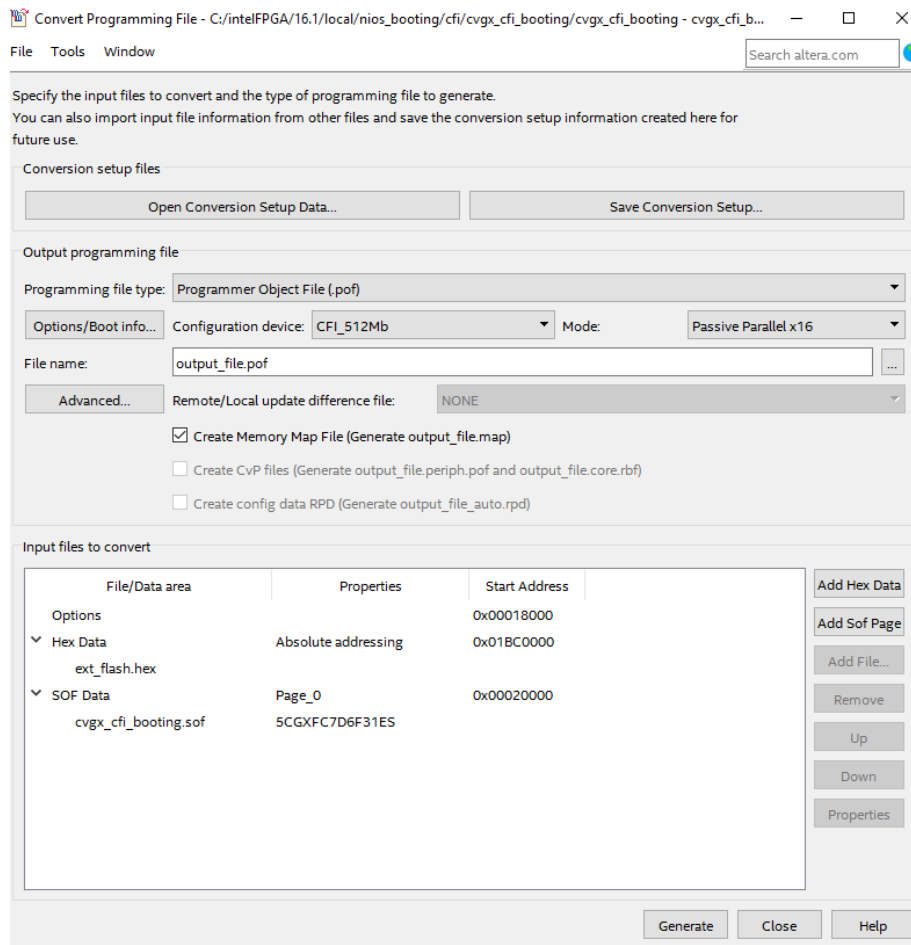 Convert Programming File - C:/intelFPGA/16.1/local/nios_booting/cfi/cvgx_cfi_booting/cvgx_cfi_booting - cvgx_cfi_b...
File Tools Window
Search altera.com
Specify the input files to convert and the type of programming file to generate.
You can also import input file information from other files and save the conversion setup information created here for
future use.
Conversion setup files
Open Conversion Setup Data... Save Conversion Setup...
Output programming file
Programming file type: Programmer Object File (.pof)
Options/Boot info... Configuration device: CFI_512Mb Mode: Passive Parallel x16
File name: output_file.pof ...
Advanced... Remote/Local update difference file: NONE
Create Memory Map File (Generate output_file.map)
Create CvP files (Generate output_file.periph.pof and output_file.core.rbf)
Create config data RPD (Generate output_file_auto.rpd)
Input files to convert
File/Data area Properties Start Address Add Hex Data
Options 0x00018000
Add Sof Page
Hex Data Absolute addressing 0x01BC0000
ext_flash.hex Add File...
SOF Data Page_0 0x00020000 Remove
cvgx_cfi_booting.sof 5CGXFC7D6F31ES
Up
Down
Properties
Generate Close Help